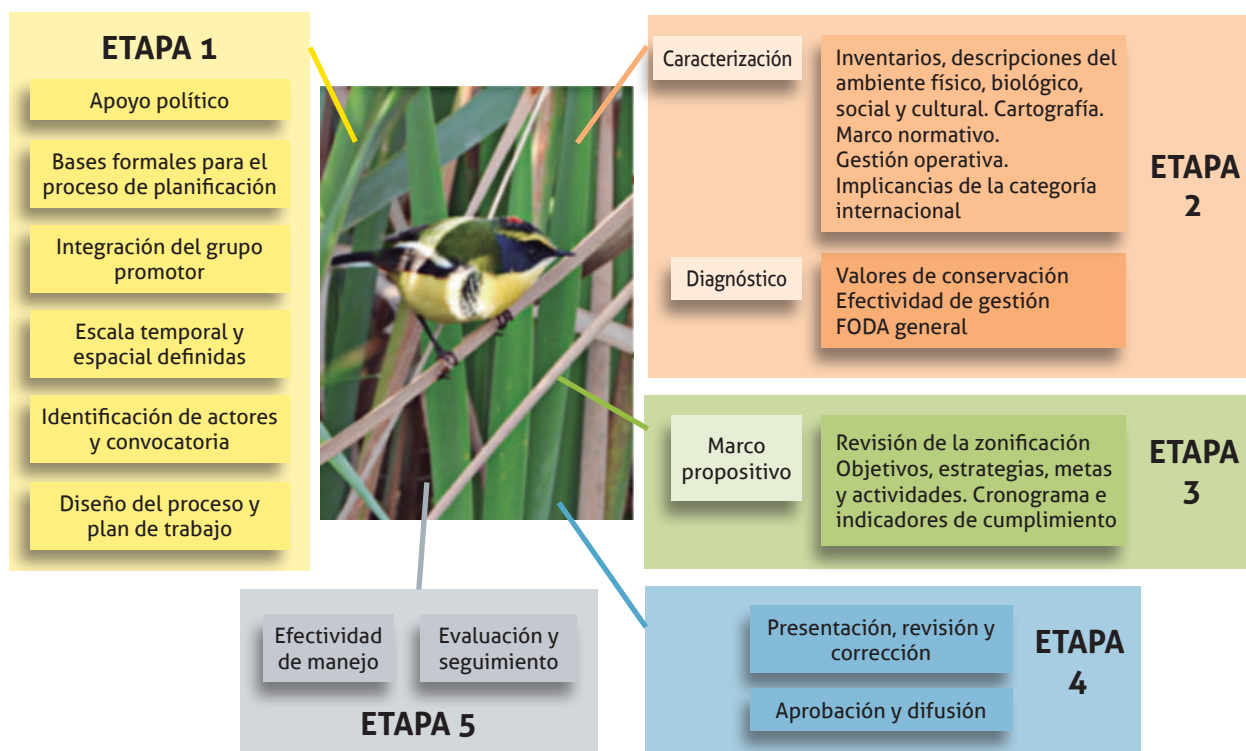 ETAPA 1
Apoyo político
Bases formales para el
proceso de planificación
Integración del grupo
promotor
Escala temporal y
espacial definidas
Identificación de actores
y convocatoria
Diseño del proceso y
plan de trabajo
Caracterización
Inventarios, descripciones del
ambiente físico, biológico,
social y cultural. Cartografía.
Marco normativo.
Gestión operativa.
Implicancias de la categoría
internacional
Diagnóstico
Valores de conservación
Efectividad de gestión
FODA general
ETAPA
2
Marco
propositivo
Revisión de la zonificación
Objetivos, estrategias, metas
y actividades. Cronograma e
indicadores de cumplimiento
ETAPA
3
Presentación, revisión y
corrección
Aprobación y difusión
ETAPA
4
Efectividad
de manejo
Evaluación y
seguimiento
ETAPA 5